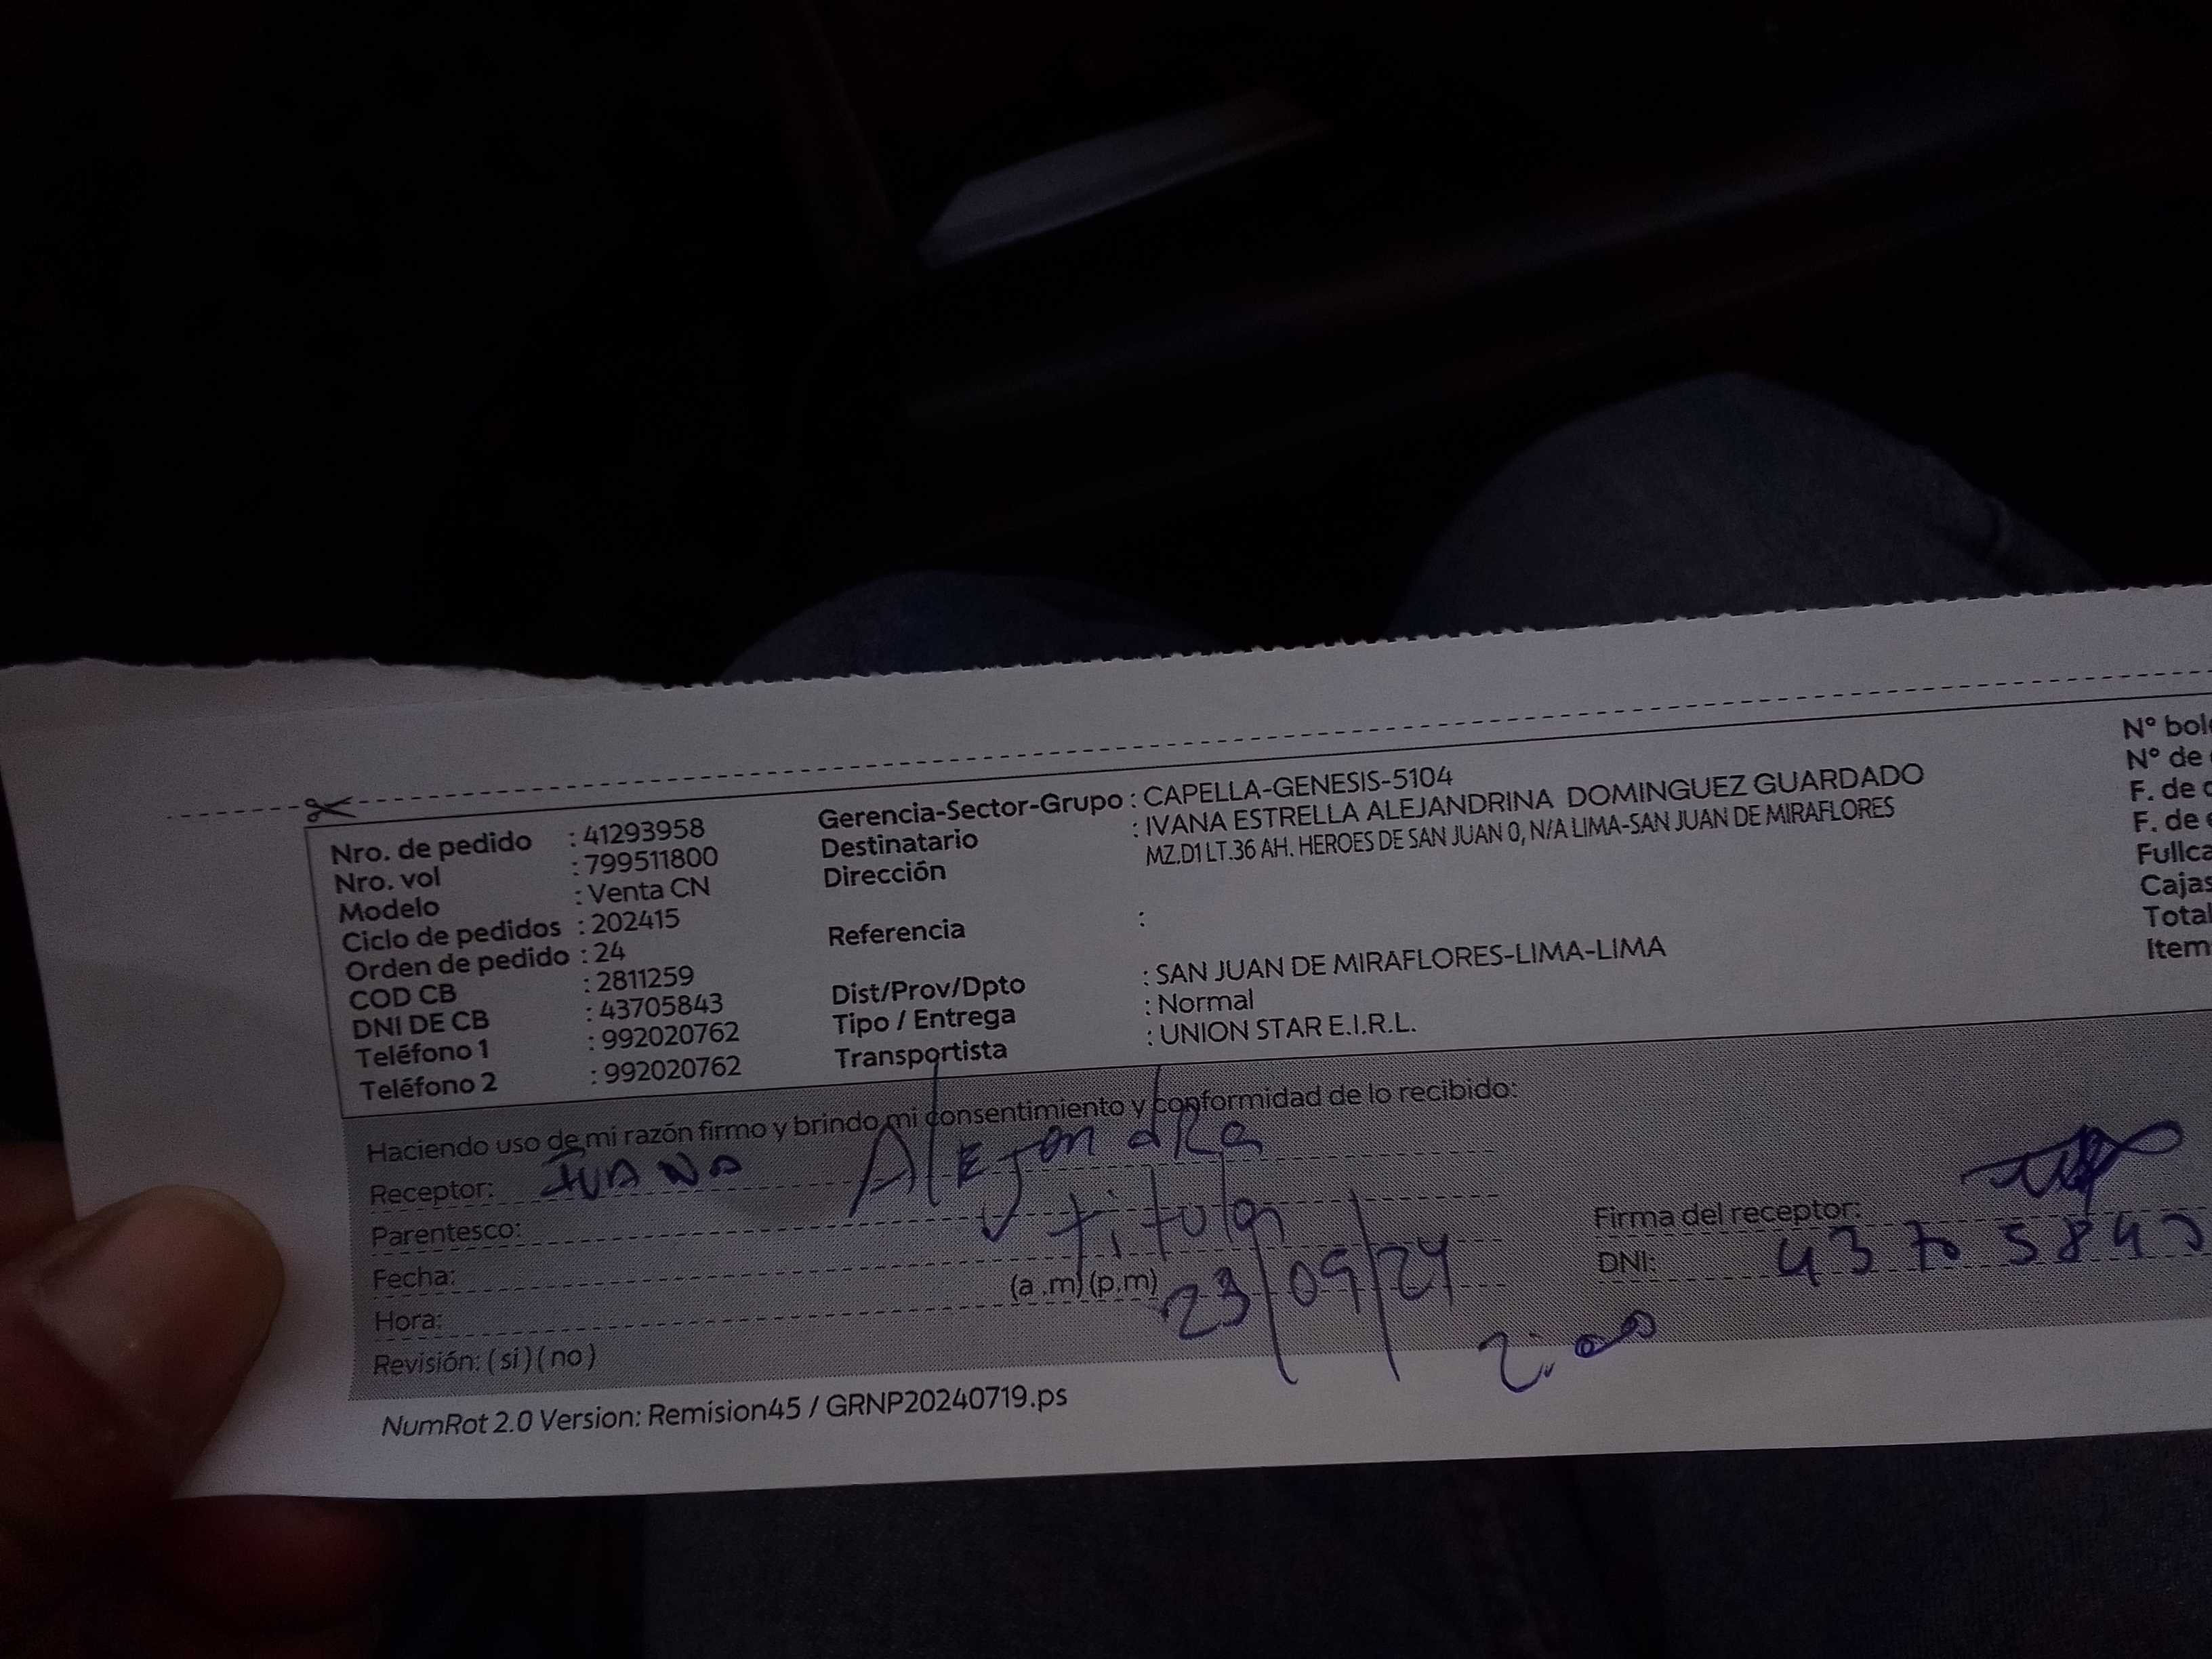 Nro. de pedido : 41293958
Nro. vol : 799511800
Modelo : Venta CN
Ciclo de pedidos : 202415
Orden de pedido : 24
COD CB : 2811259
DNI DE CB : 43705843
Teléfono 1 : 992020762
Teléfono 2 : 992020762
Gerencia-Sector-Grupo : CAPELLA-GENESIS-5104
Destinatario : IVANA ESTRELLA ALEJANDRINA DOMINGUEZ GUARDADO
Dirección MZ.D1 LT.36 AH. HEROES DE SAN JUAN 0, N/A LIMA-SAN JUAN DE MIRAFLORES
Referencia :
Dist/Prov/Dpto : SAN JUAN DE MIRAFLORES-LIMA-LIMA
Tipo / Entrega : Normal
Transportista : UNION STAR E.I.R.L.
N° bol
N° de
F. de
F. de
Fullca
Cajas
Total
Item
Haciendo uso de mi razón firmo y brindo mi consentimiento y conformidad de lo recibido:
Receptor: IVANA AlEjandRa
Parentesco: titular
Fecha: 23/09/24
Hora: (a.m) (p.m) 2:00
Revisión: (si) (no)
Firma del receptor:
DNI: 43705843
NumRot 2.0 Version: Remision45 / GRNP20240719.ps